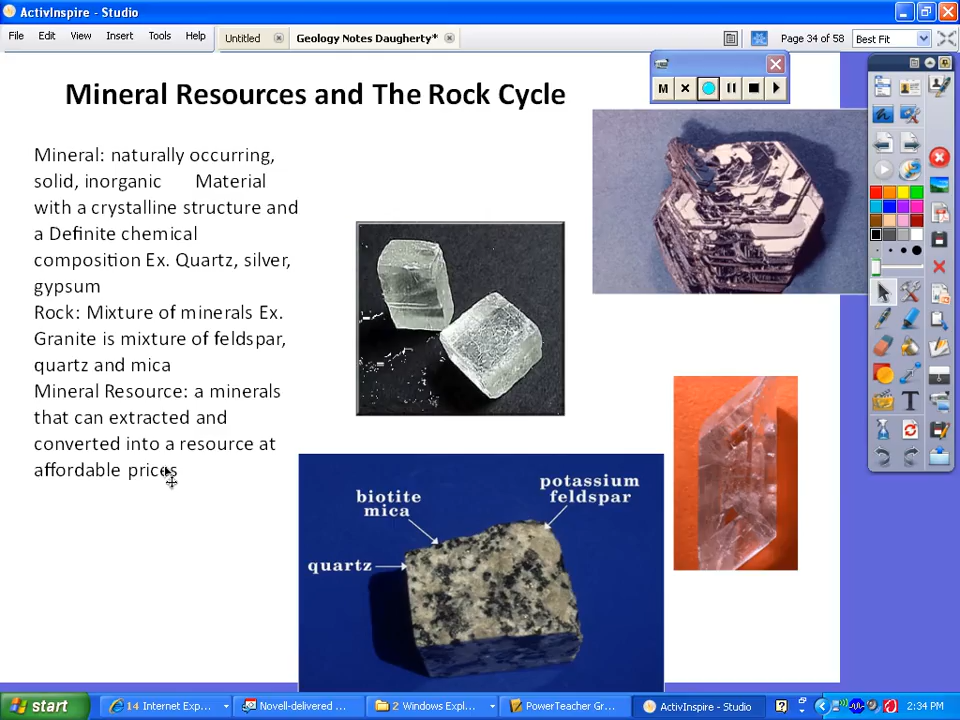 ActivInspire - Studio
File Edit View Insert Tools Help
Untitled
Geology Notes Daugherty*
Page 34 of 58
Best Fit
M
Mineral Resources and The Rock Cycle
Mineral: naturally occurring,
solid, inorganic Material
with a crystalline structure and
a Definite chemical
composition Ex. Quartz, silver,
gypsum
Rock: Mixture of minerals Ex.
Granite is mixture of feldspar,
quartz and mica
Mineral Resource: a minerals
that can extracted and
converted into a resource at
affordable prices
biotite
mica
potassium
feldspar
quartz
T
start
14 Internet Exp...
Novell-delivered ...
2 Windows Expl...
PowerTeacher Gr...
ActivInspire - Studio
2:34 PM